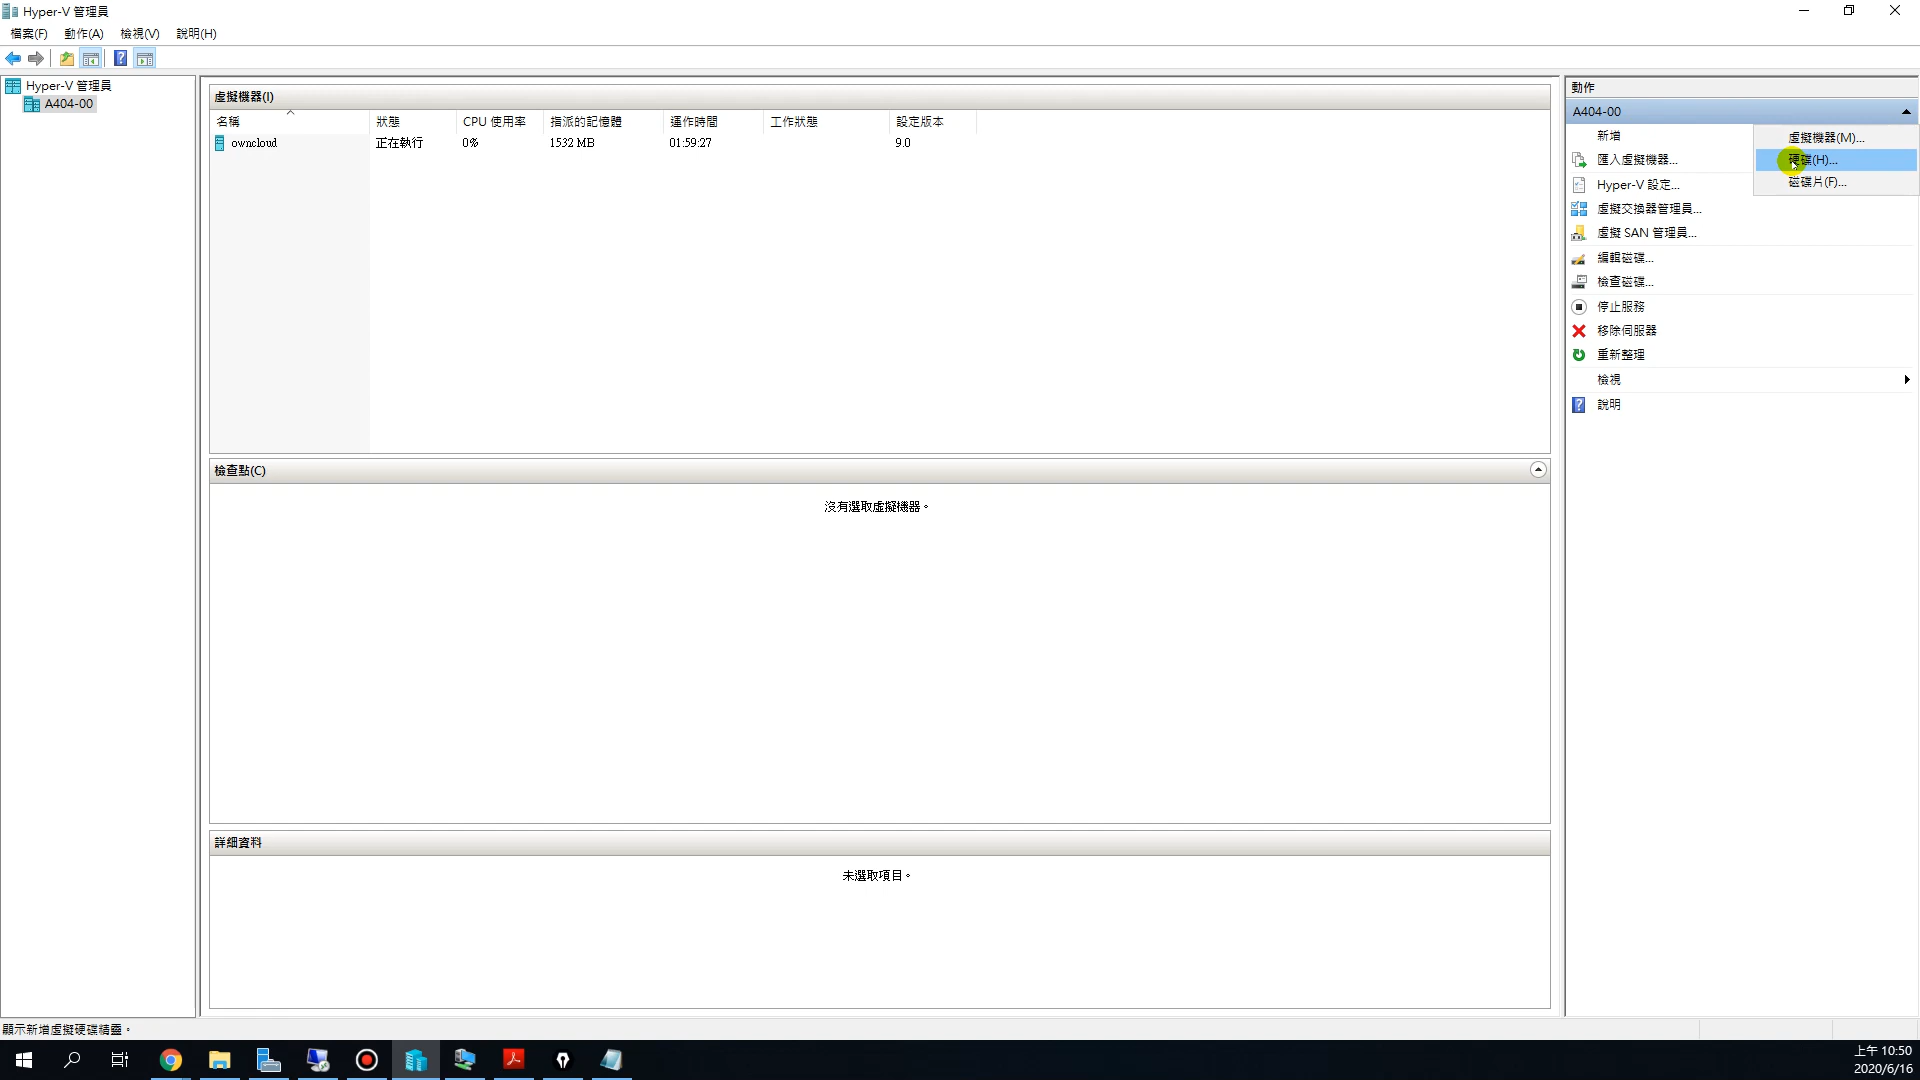 Hyper-V 管理員
檔案(F) 動作(A) 檢視(V) 說明(H)
Hyper-V 管理員
A404-00
虛擬機器(I)
名稱 狀態 CPU 使用率 指派的記憶體 運作時間 工作狀態 設定版本
owncloud 正在執行 0% 1532 MB 01:59:27 9.0
檢查點(C)
沒有選取虛擬機器。
詳細資料
未選取項目。
動作
A404-00
新增
匯入虛擬機器...
Hyper-V 設定...
虛擬交換器管理員...
虛擬 SAN 管理員...
編輯磁碟...
檢查磁碟...
停止服務
移除伺服器
重新整理
檢視
說明
虛擬機器(M)...
硬碟(H)...
磁碟片(F)...
顯示新增虛擬硬碟精靈。
上午 10:50
2020/6/16